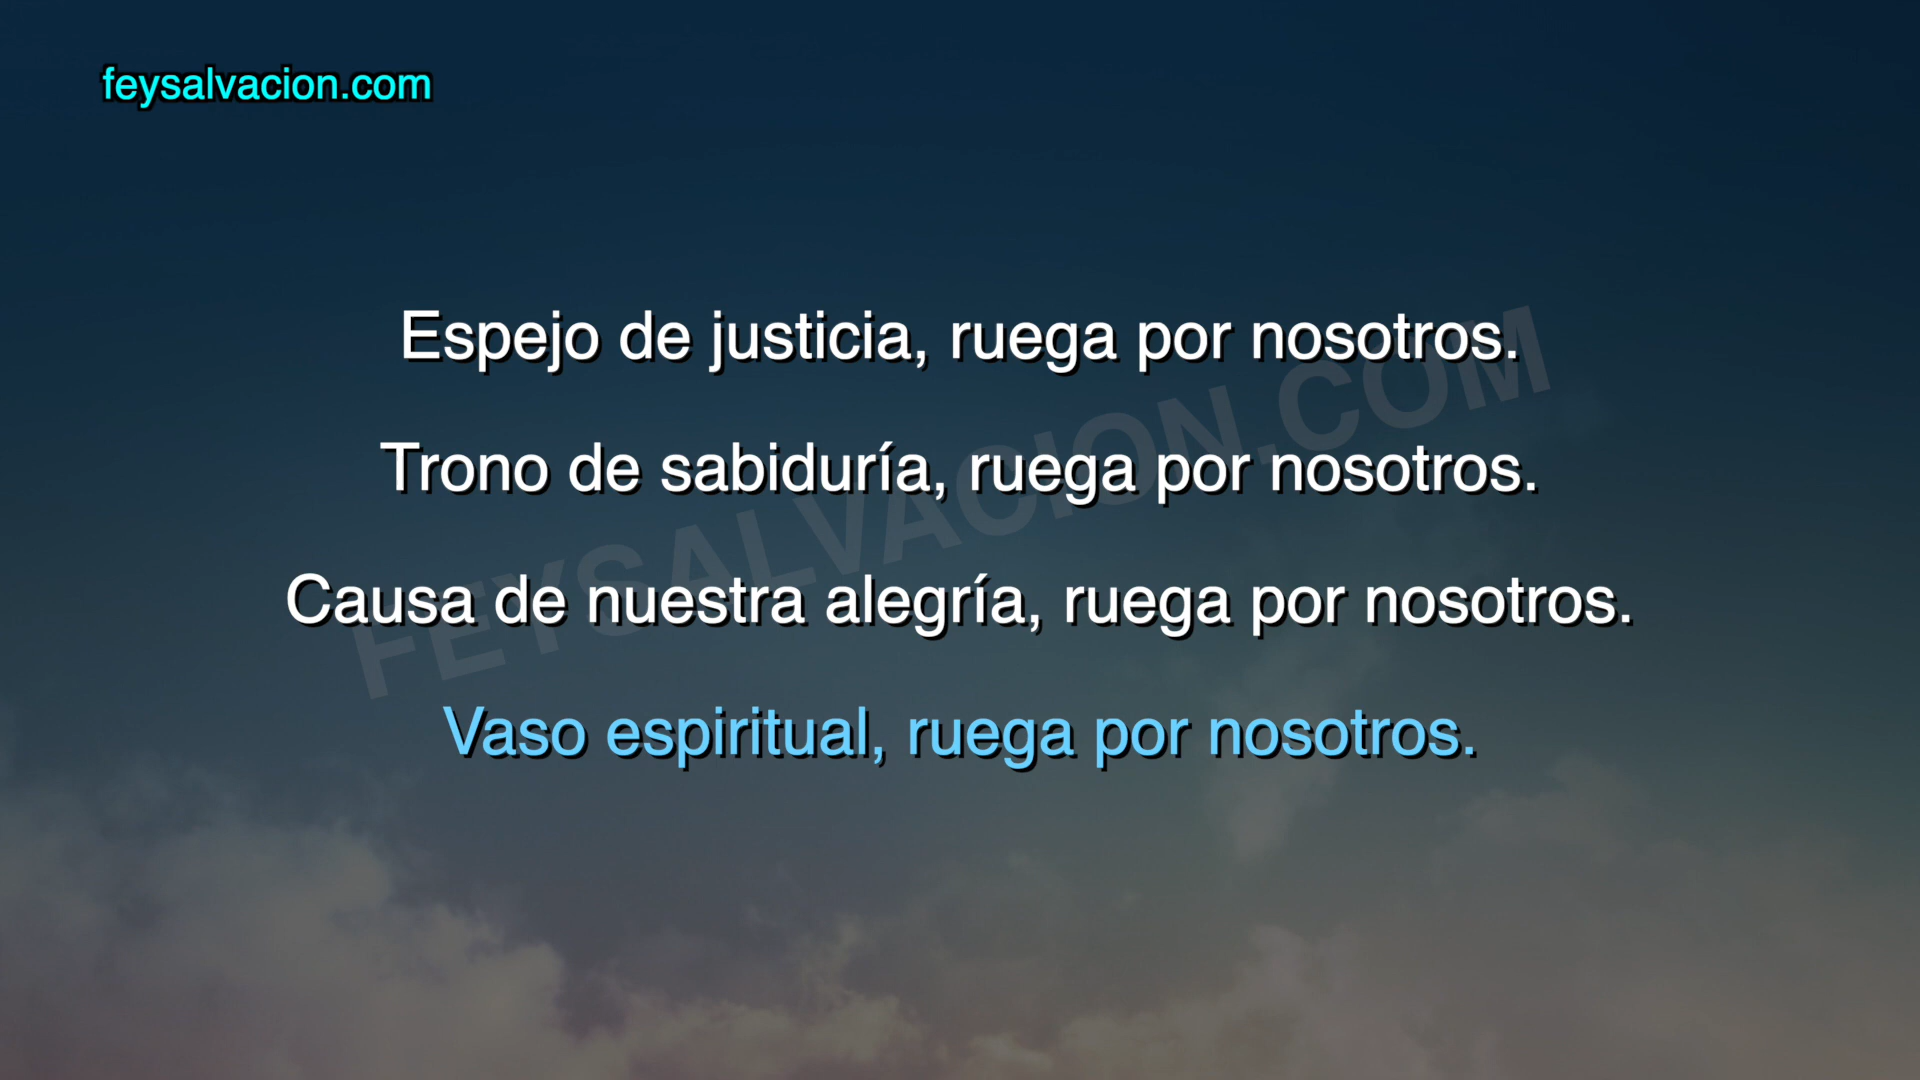 feysalvacion.com
Espejo de justicia, ruega por nosotros.
Trono de sabiduría, ruega por nosotros.
Causa de nuestra alegría, ruega por nosotros.
Vaso espiritual, ruega por nosotros.
FEYSALVACION.COM